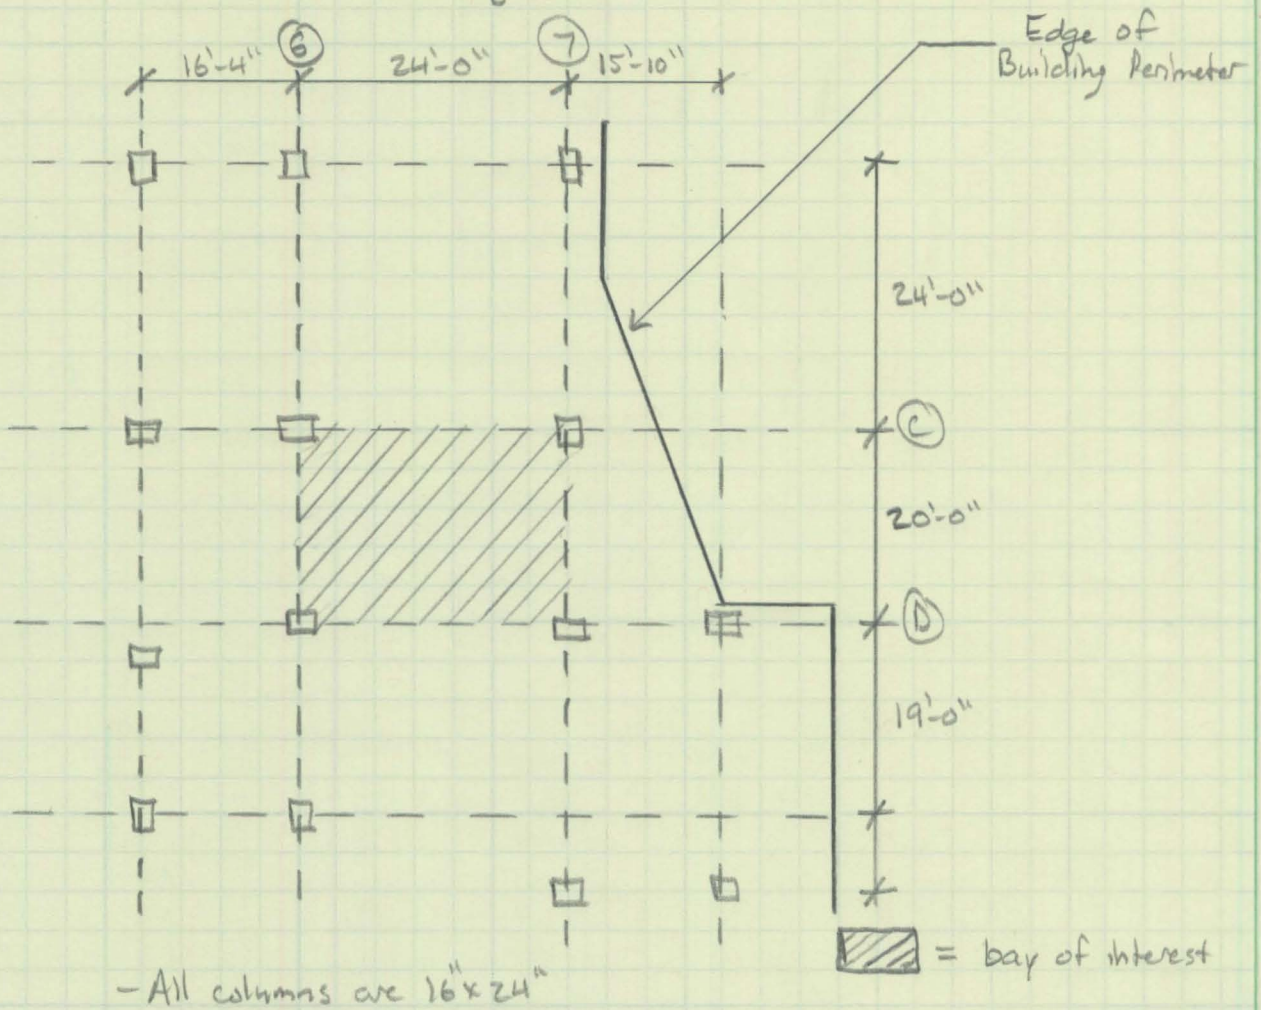 6
7
16'-4"
24'-0"
15'-10"
Edge of
Building Perimeter
24'-0"
C
20'-0"
D
19'-0"
= bay of interest
-All columns are 16"x24"